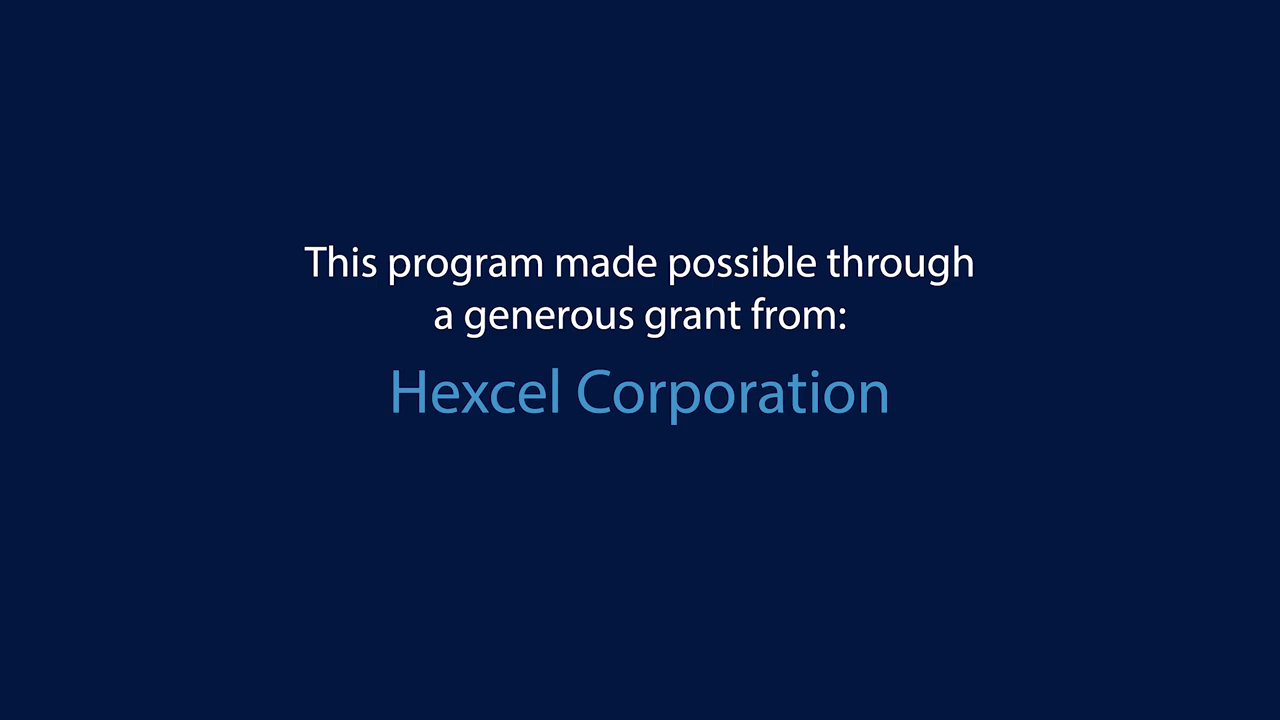 This program made possible through
a generous grant from:
Hexcel Corporation